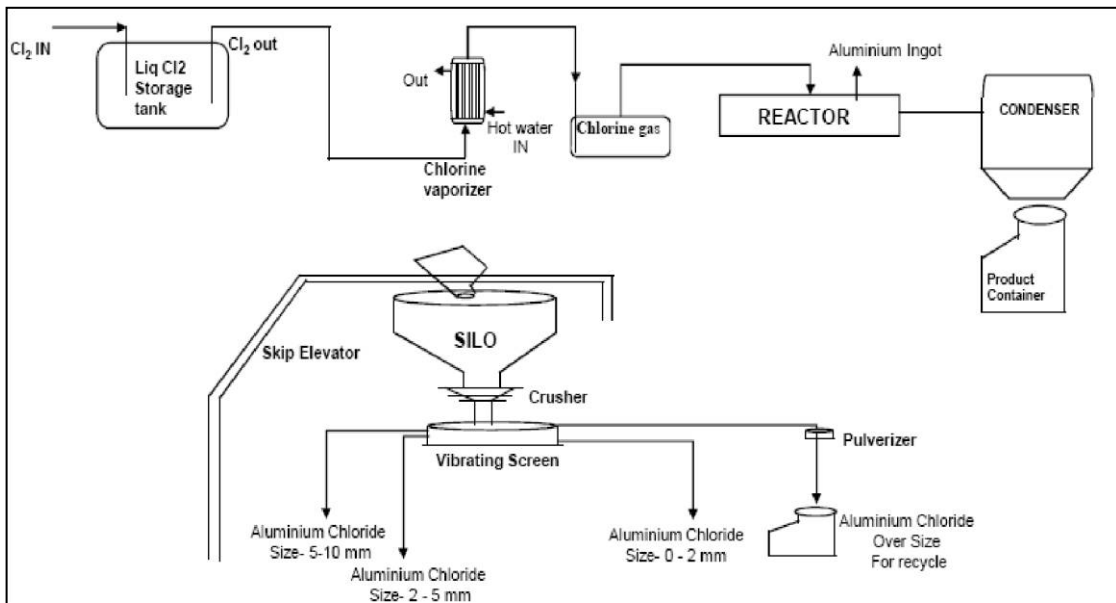 Cl₂ IN
Cl₂ out
Liq Cl2
Storage
tank
Out
Hot water
IN
Chlorine
vaporizer
Chlorine gas
Aluminium Ingot
REACTOR
CONDENSER
Product
Container
Skip Elevator
SILO
Crusher
Vibrating Screen
Pulverizer
Aluminium Chloride
Size- 5-10 mm
Aluminium Chloride
Size- 2 - 5 mm
Aluminium Chloride
Size- 0 - 2 mm
Aluminium Chloride
Over Size
For recycle